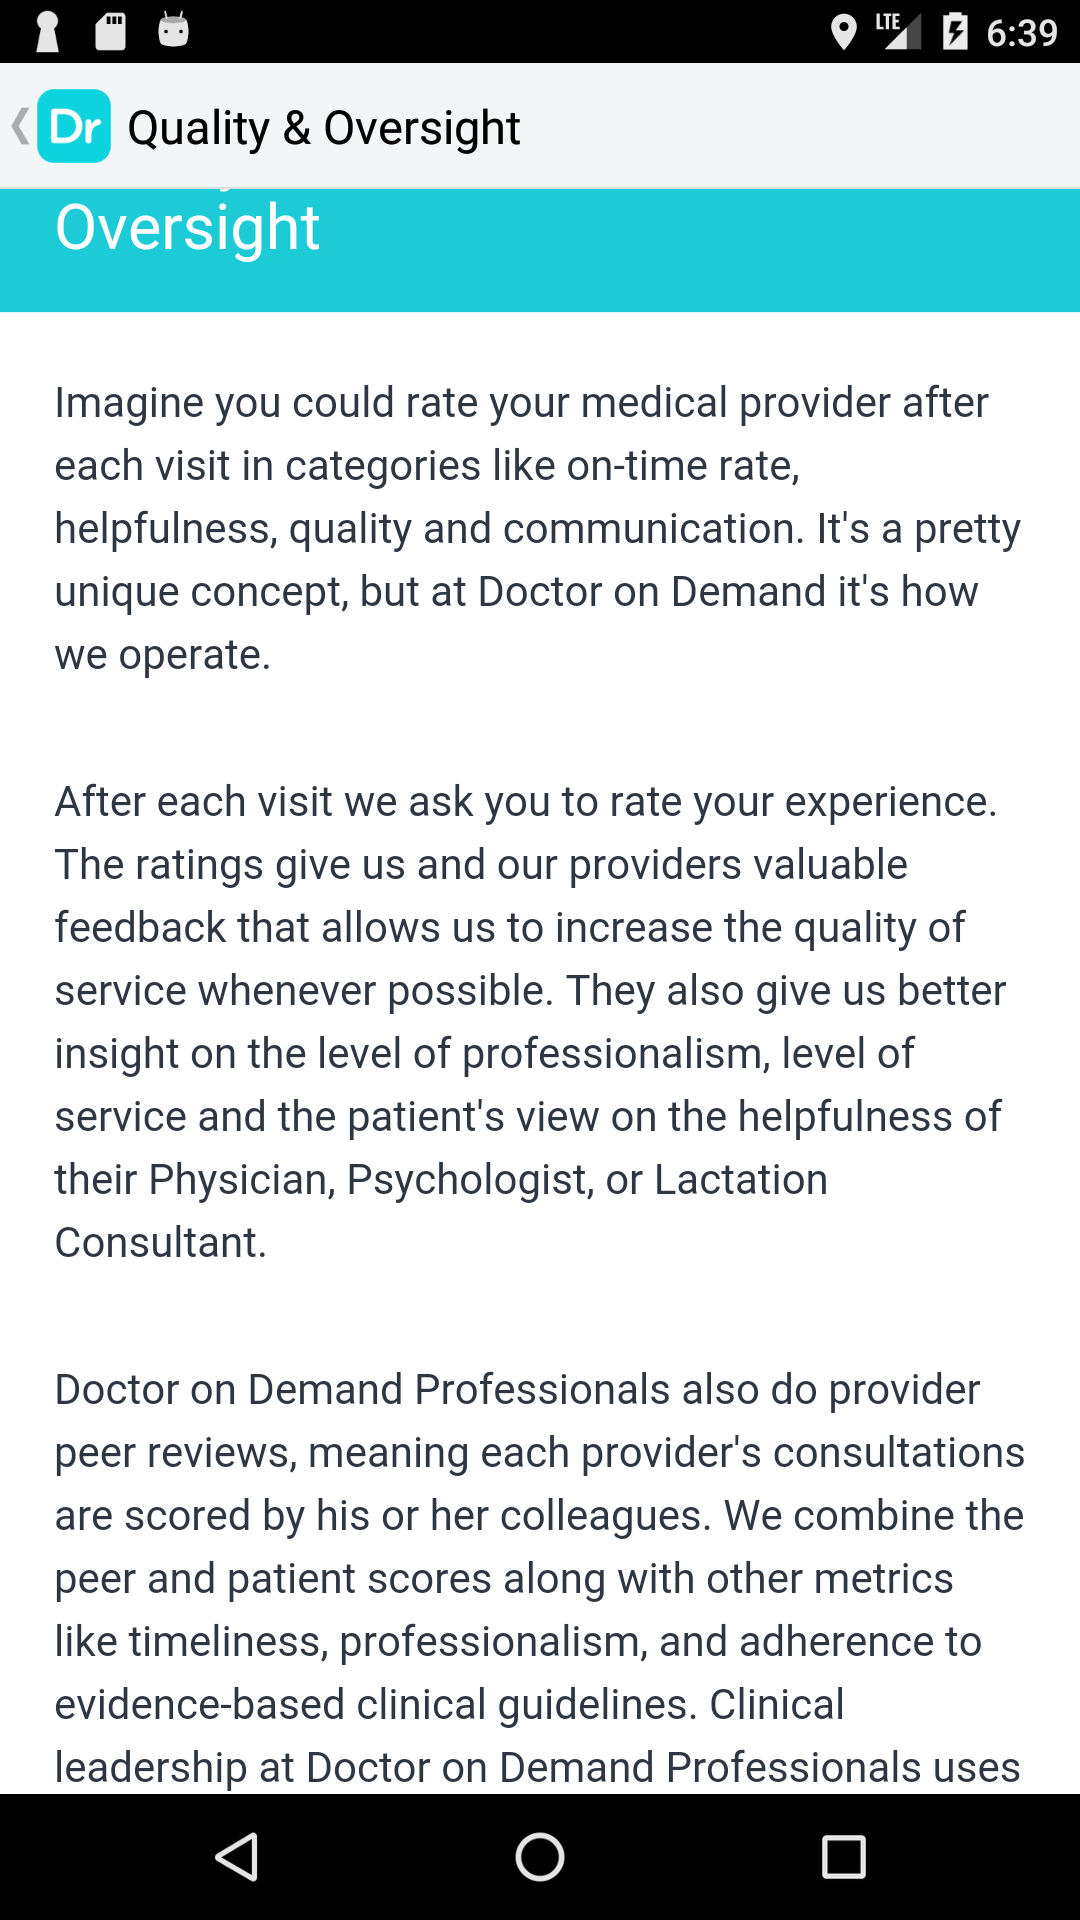 LTE 6:39
Dr Quality & Oversight
Oversight
Imagine you could rate your medical provider after
each visit in categories like on-time rate,
helpfulness, quality and communication. It's a pretty
unique concept, but at Doctor on Demand it's how
we operate.
After each visit we ask you to rate your experience.
The ratings give us and our providers valuable
feedback that allows us to increase the quality of
service whenever possible. They also give us better
insight on the level of professionalism, level of
service and the patient's view on the helpfulness of
their Physician, Psychologist, or Lactation
Consultant.
Doctor on Demand Professionals also do provider
peer reviews, meaning each provider's consultations
are scored by his or her colleagues. We combine the
peer and patient scores along with other metrics
like timeliness, professionalism, and adherence to
evidence-based clinical guidelines. Clinical
leadership at Doctor on Demand Professionals uses